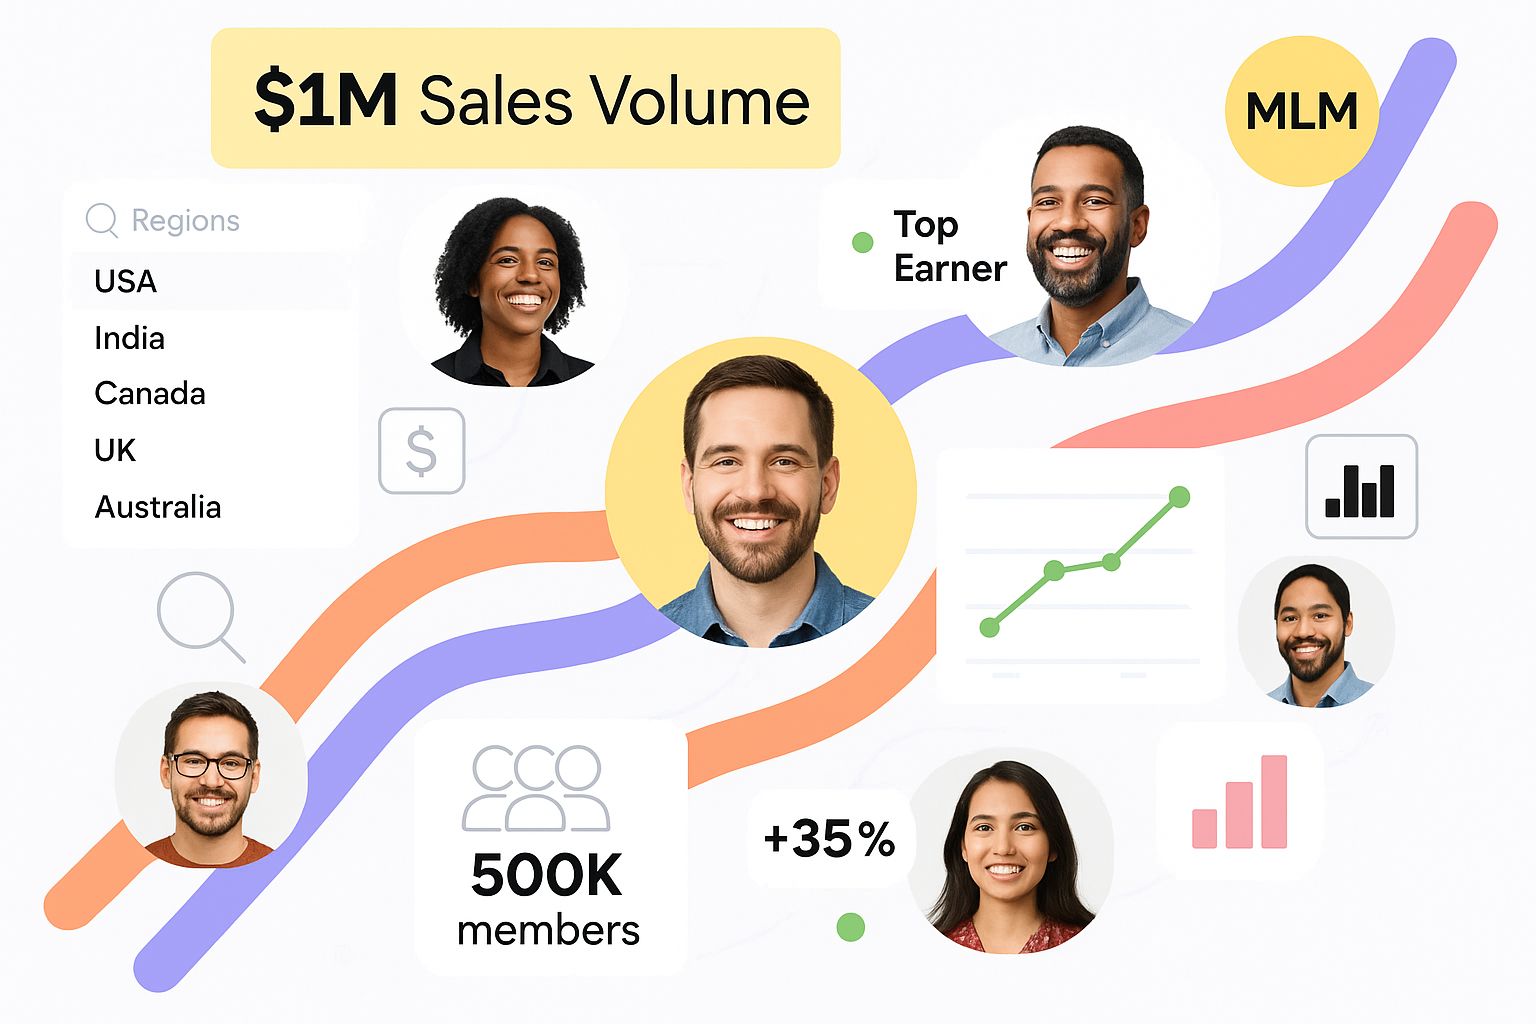 $1M Sales Volume
MLM
Regions
USA
India
Canada
UK
Australia
$
Top
Earner
500K
members
+35%